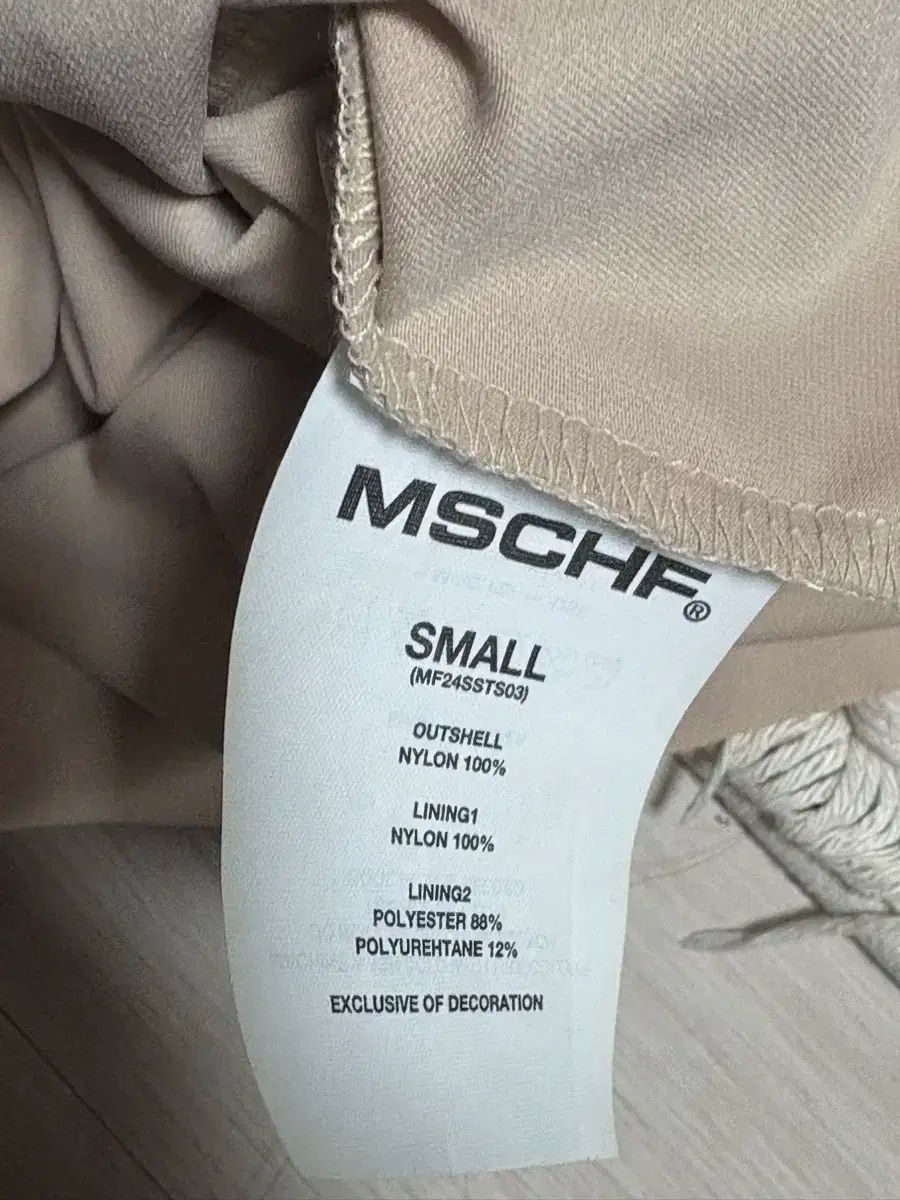 MSCHF®
SMALL
(MF24SSTS03)
OUTSHELL
NYLON 100%
LINING1
NYLON 100%
LINING2
POLYESTER 88%
POLYUREHTANE 12%
EXCLUSIVE OF DECORATION